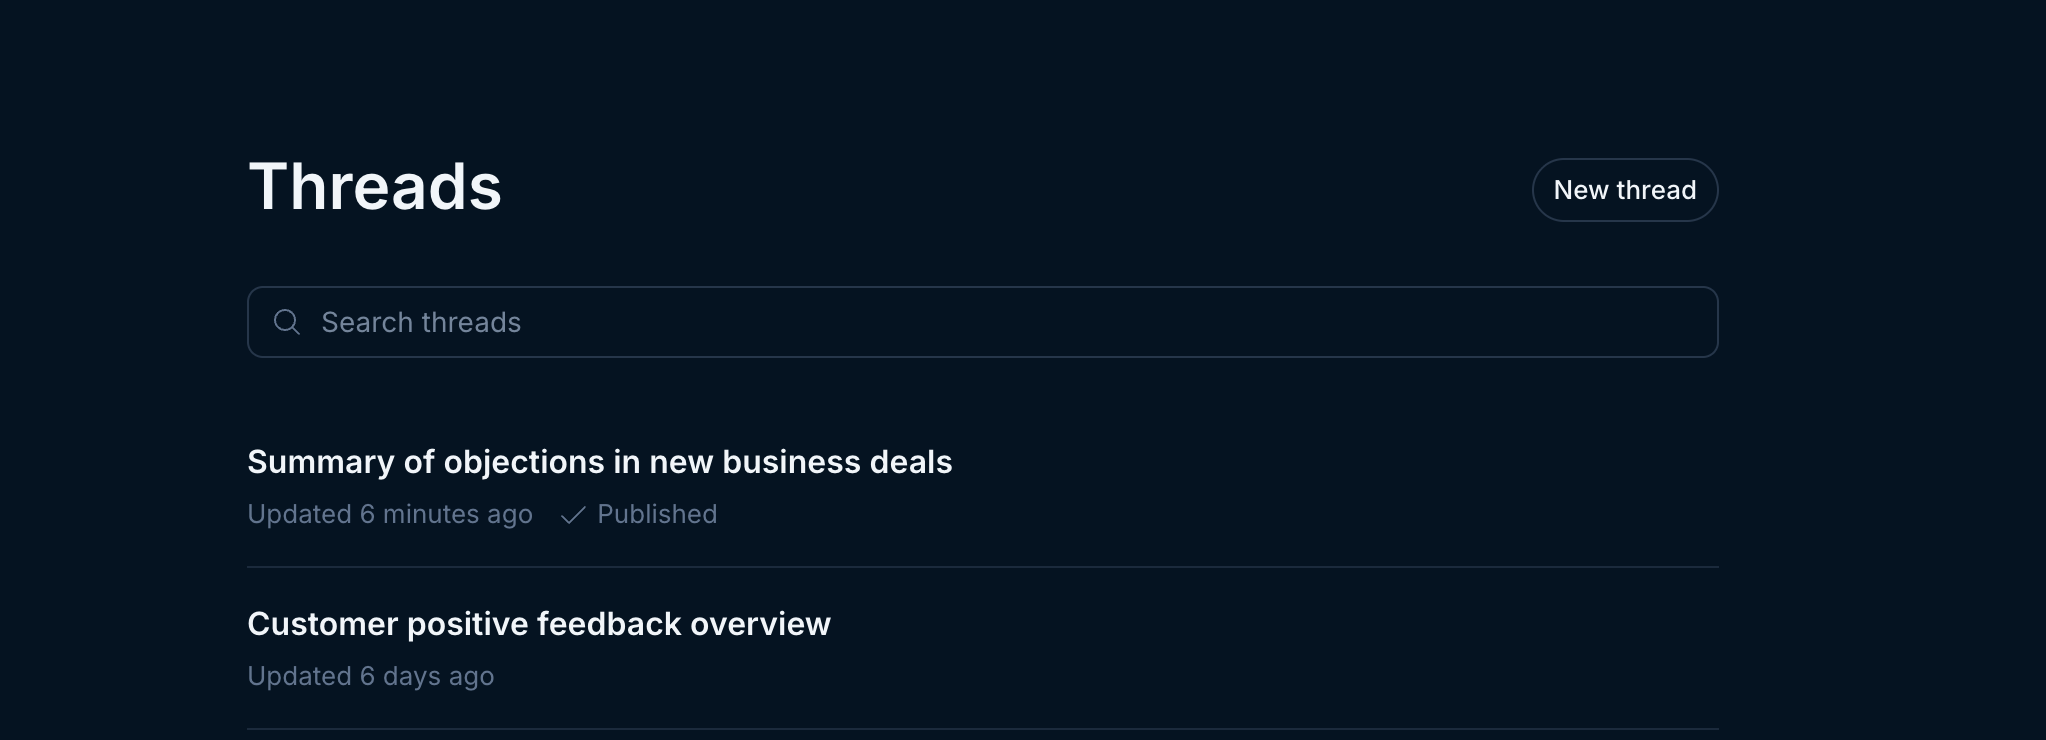 Threads
New thread
Search threads
Summary of objections in new business deals
Updated 6 minutes ago Published
Customer positive feedback overview
Updated 6 days ago